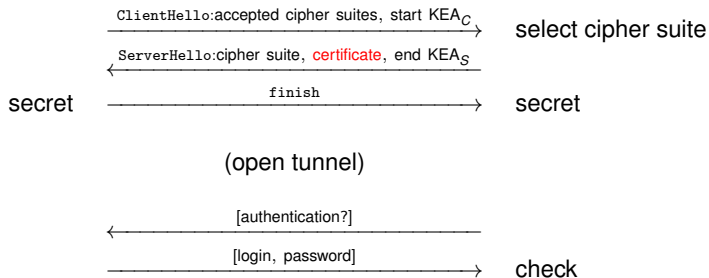 ClientHello:accepted cipher suites, start KEA_C
select cipher suite
ServerHello:cipher suite, certificate, end KEA_S
secret finish secret
(open tunnel)
[authentication?]
[login, password]
check